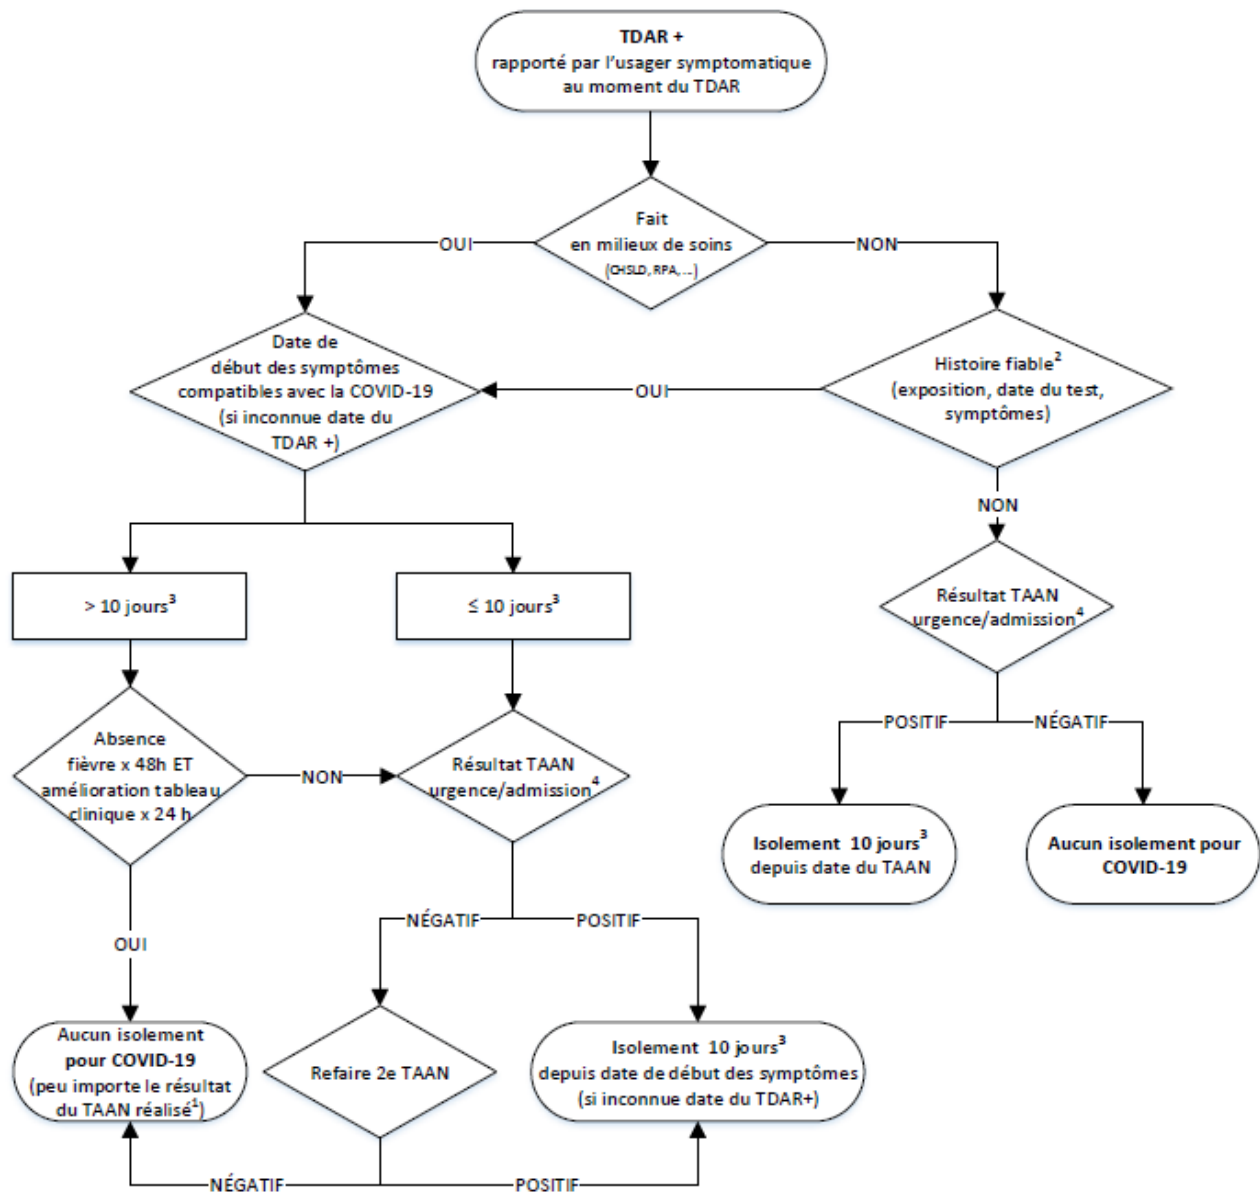 TDAR +
rapporté par l'usager symptomatique
au moment du TDAR
Fait
en milieux de soins
(CHSLD, RPA, ...)
OUI
NON
Date de
début des symptômes
compatibles avec la COVID-19
(si inconnue date du
TDAR +)
OUI
Histoire fiable²
(exposition, date du test,
symptômes)
NON
> 10 jours³
≤ 10 jours³
Résultat TAAN
urgence/admission⁴
Absence
fièvre x 48h ET
amélioration tableau
clinique x 24 h
NON
Résultat TAAN
urgence/admission⁴
POSITIF
NÉGATIF
Isolement 10 jours³
depuis date du TAAN
Aucun isolement pour
COVID-19
OUI
NÉGATIF
POSITIF
Aucun isolement
pour COVID-19
(peu importe le résultat
du TAAN réalisé¹)
Refaire 2e TAAN
Isolement 10 jours³
depuis date de début des symptômes
(si inconnue date du TDAR+)
NÉGATIF
POSITIF